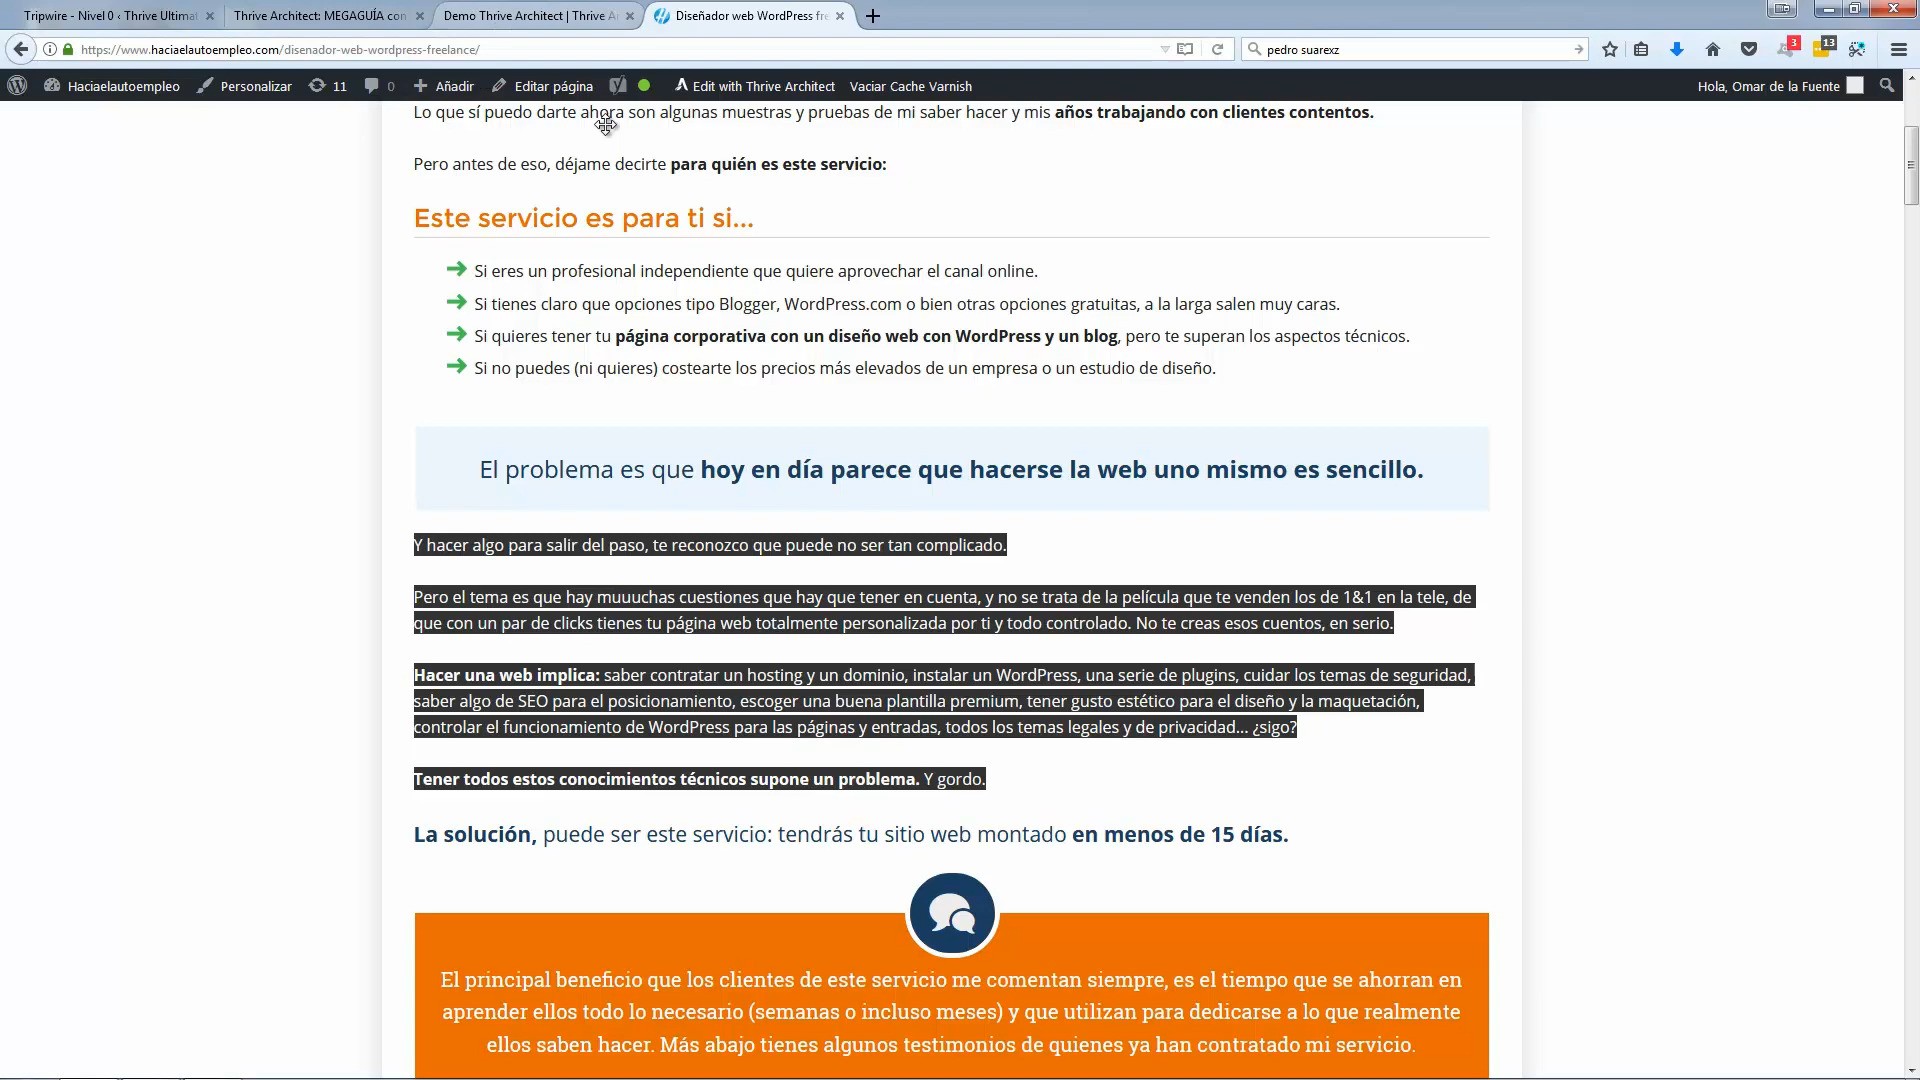 Tripwire - Nivel 0 ‹ Thrive Ultimat
Thrive Architect: MEGAGUÍA con
Demo Thrive Architect | Thrive Ar
Diseñador web WordPress fre
https://www.haciaelautoempleo.com/disenador-web-wordpress-freelance/
pedro suarexz
3
13
Haciaelautoempleo
Personalizar
11
0
Añadir
Editar página
Edit with Thrive Architect
Vaciar Cache Varnish
Hola, Omar de la Fuente
Lo que sí puedo darte ahora son algunas muestras y pruebas de mi saber hacer y mis años trabajando con clientes contentos.
Pero antes de eso, déjame decirte para quién es este servicio:
Este servicio es para ti si...
Si eres un profesional independiente que quiere aprovechar el canal online.
Si tienes claro que opciones tipo Blogger, WordPress.com o bien otras opciones gratuitas, a la larga salen muy caras.
Si quieres tener tu página corporativa con un diseño web con WordPress y un blog, pero te superan los aspectos técnicos.
Si no puedes (ni quieres) costearte los precios más elevados de un empresa o un estudio de diseño.
El problema es que hoy en día parece que hacerse la web uno mismo es sencillo.
Y hacer algo para salir del paso, te reconozco que puede no ser tan complicado.
Pero el tema es que hay muuuchas cuestiones que hay que tener en cuenta, y no se trata de la película que te venden los de 1&1 en la tele, de
que con un par de clicks tienes tu página web totalmente personalizada por ti y todo controlado. No te creas esos cuentos, en serio.
Hacer una web implica: saber contratar un hosting y un dominio, instalar un WordPress, una serie de plugins, cuidar los temas de seguridad,
saber algo de SEO para el posicionamiento, escoger una buena plantilla premium, tener gusto estético para el diseño y la maquetación,
controlar el funcionamiento de WordPress para las páginas y entradas, todos los temas legales y de privacidad... ¿sigo?
Tener todos estos conocimientos técnicos supone un problema. Y gordo.
La solución, puede ser este servicio: tendrás tu sitio web montado en menos de 15 días.
El principal beneficio que los clientes de este servicio me comentan siempre, es el tiempo que se ahorran en
aprender ellos todo lo necesario (semanas o incluso meses) y que utilizan para dedicarse a lo que realmente
ellos saben hacer. Más abajo tienes algunos testimonios de quienes ya han contratado mi servicio.